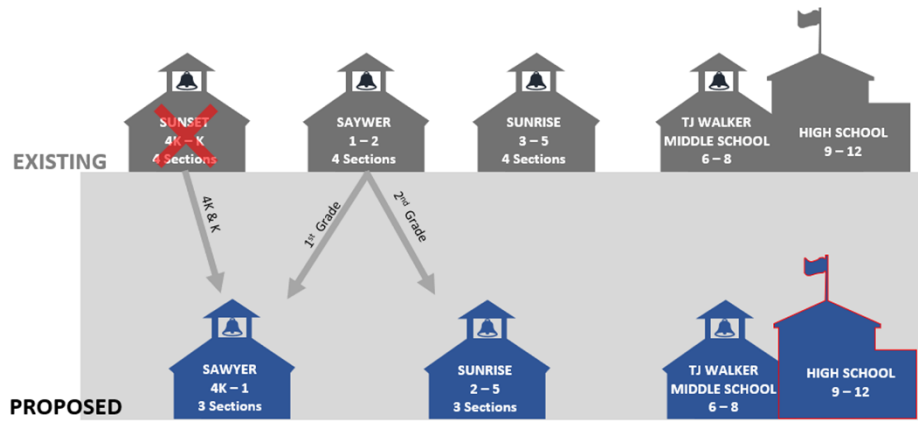 SUNSET
4K – K
4 Sections
SAYWER
1 – 2
4 Sections
SUNRISE
3 – 5
4 Sections
TJ WALKER
MIDDLE SCHOOL
6 – 8
HIGH SCHOOL
9 – 12
EXISTING
4K & K
1st Grade
2nd Grade
SAWYER
4K – 1
3 Sections
SUNRISE
2 – 5
3 Sections
TJ WALKER
MIDDLE SCHOOL
6 – 8
HIGH SCHOOL
9 – 12
PROPOSED